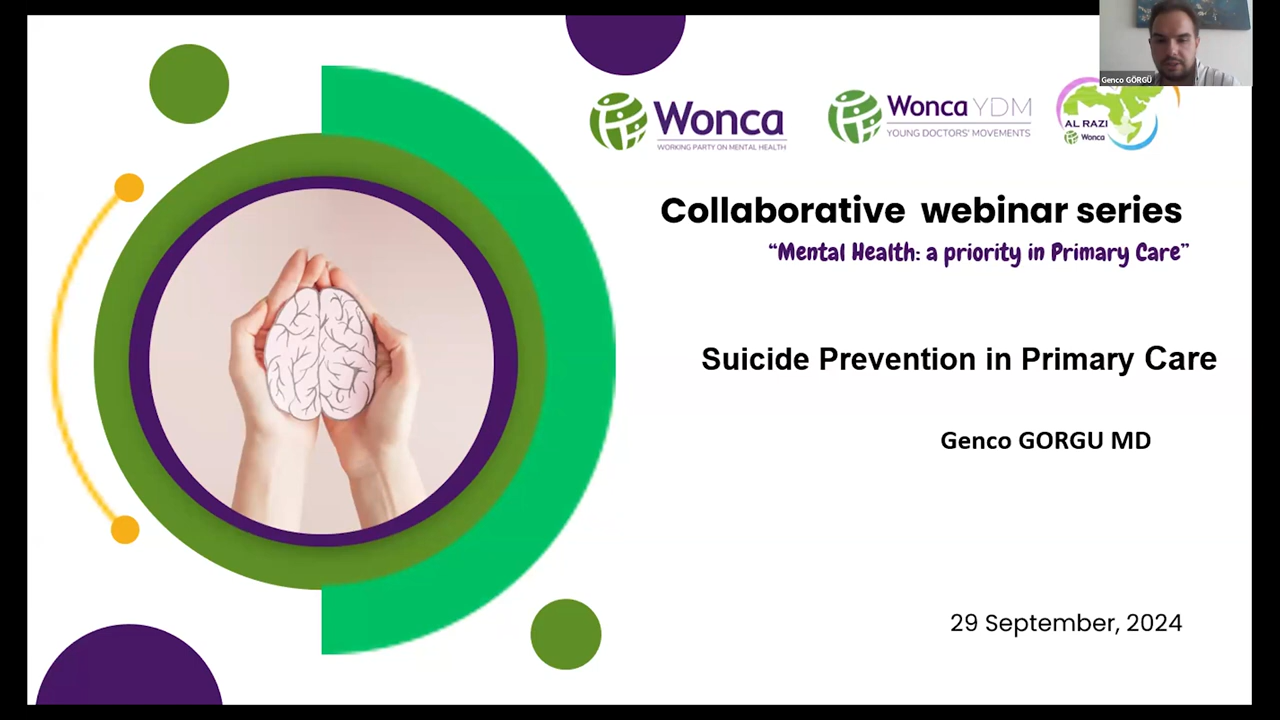 Genco GÖRGÜ
Wonca
WORKING PARTY ON MENTAL HEALTH
Wonca YDM
YOUNG DOCTORS' MOVEMENTS
AL RAZI
Wonca
Collaborative webinar series
“Mental Health: a priority in Primary Care”
Suicide Prevention in Primary Care
Genco GORGU MD
29 September, 2024